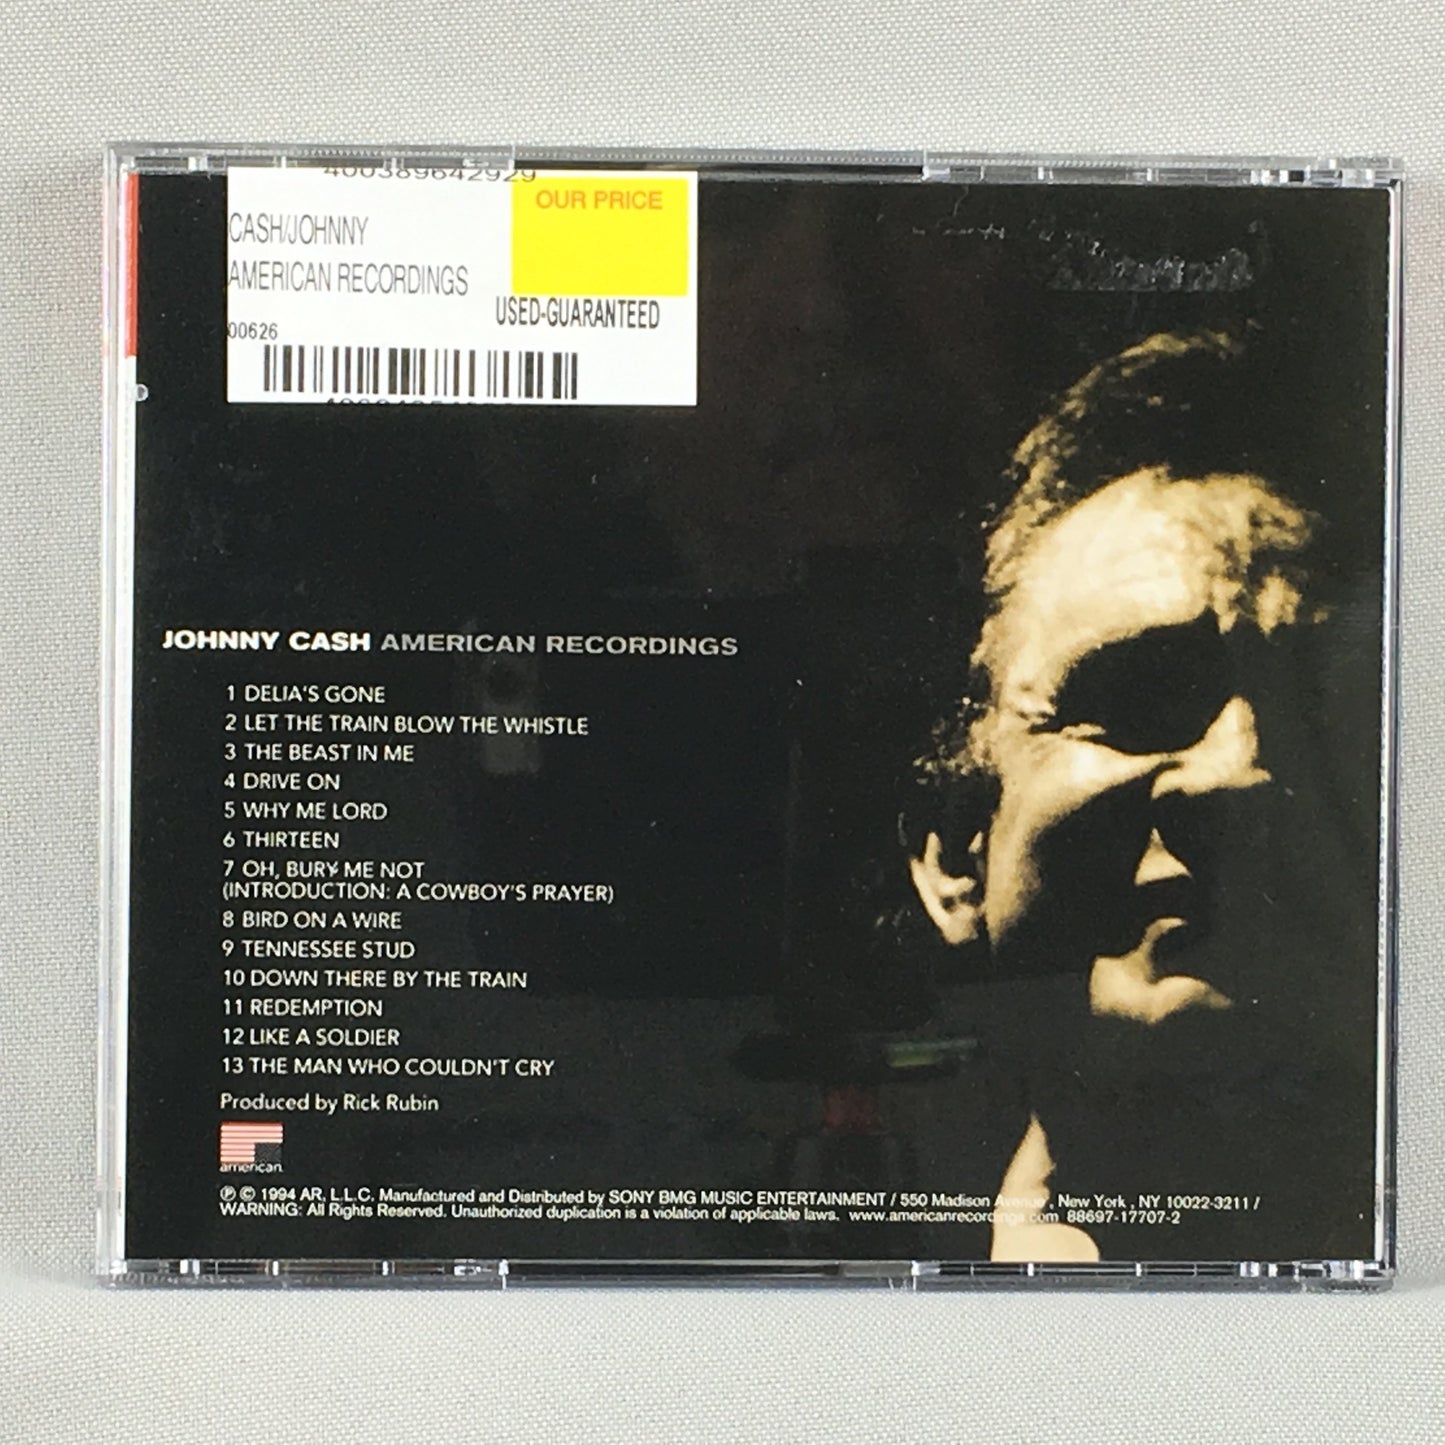 400389642929
OUR PRICE
CASH/JOHNNY
AMERICAN RECORDINGS
USED-GUARANTEED
00626
JOHNNY CASH AMERICAN RECORDINGS
1 DELIA'S GONE
2 LET THE TRAIN BLOW THE WHISTLE
3 THE BEAST IN ME
4 DRIVE ON
5 WHY ME LORD
6 THIRTEEN
7 OH, BURY ME NOT
(INTRODUCTION: A COWBOY'S PRAYER)
8 BIRD ON A WIRE
9 TENNESSEE STUD
10 DOWN THERE BY THE TRAIN
11 REDEMPTION
12 LIKE A SOLDIER
13 THE MAN WHO COULDN'T CRY
Produced by Rick Rubin
american
℗ © 1994 AR, L.L.C. Manufactured and Distributed by SONY BMG MUSIC ENTERTAINMENT / 550 Madison Avenue, New York, NY 10022-3211 /
WARNING: All Rights Reserved. Unauthorized duplication is a violation of applicable laws. www.americanrecordings.com 88697-17707-2